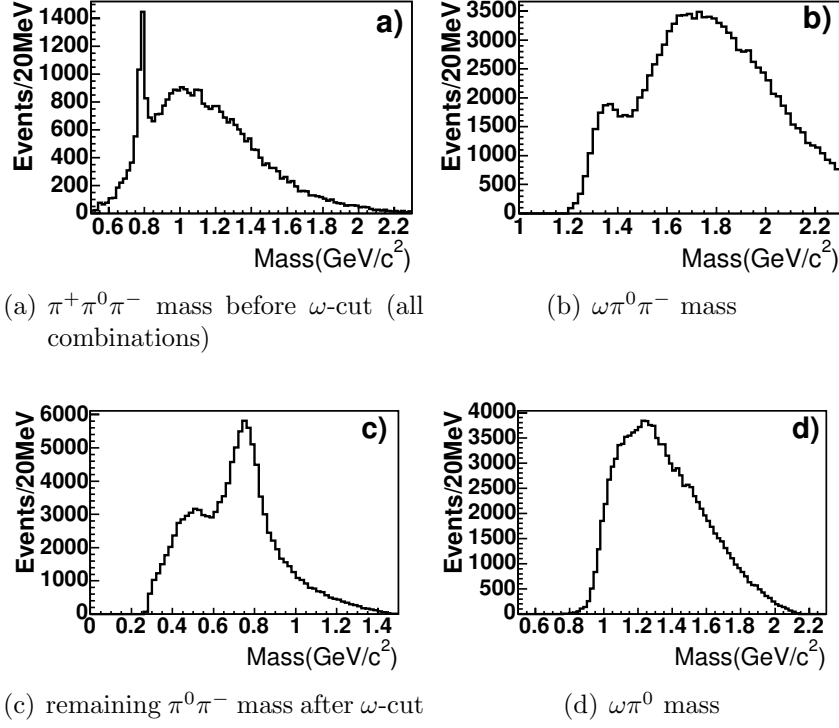 a)
Events/20MeV
1400
1200
1000
800
600
400
200
0
0.6 0.8 1 1.2 1.4 1.6 1.8 2 2.2
Mass(GeV/c²)
(a) π⁺π⁰π⁻ mass before ω-cut (all
combinations)
b)
Events/20MeV
3500
3000
2500
2000
1500
1000
500
0
1 1.2 1.4 1.6 1.8 2 2.2
Mass(GeV/c²)
(b) ωπ⁰π⁻ mass
c)
Events/20MeV
6000
5000
4000
3000
2000
1000
0
0 0.2 0.4 0.6 0.8 1 1.2 1.4
Mass(GeV/c²)
(c) remaining π⁰π⁻ mass after ω-cut
d)
Events/20MeV
4000
3500
3000
2500
2000
1500
1000
500
0
0.6 0.8 1 1.2 1.4 1.6 1.8 2 2.2
Mass(GeV/c²)
(d) ωπ⁰ mass